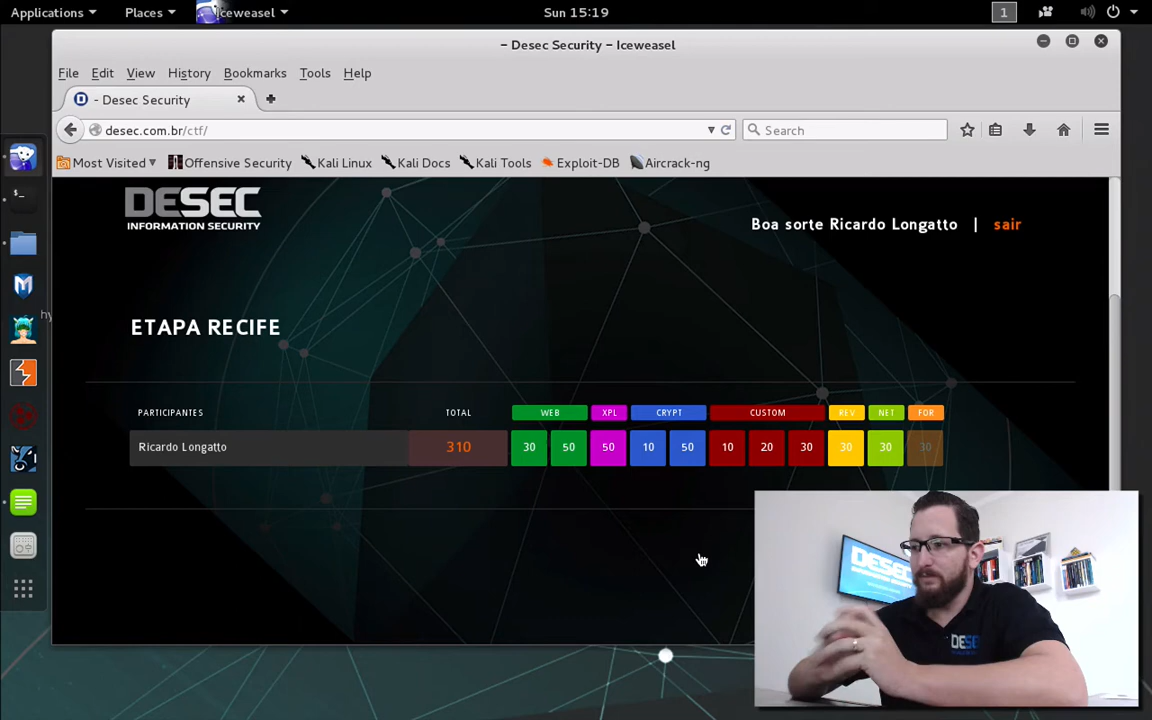 Applications Places Iceweasel Sun 15:19 1
– Desec Security – Iceweasel
File Edit View History Bookmarks Tools Help
– Desec Security
desec.com.br/ctf/ Search
Most Visited Offensive Security Kali Linux Kali Docs Kali Tools Exploit-DB Aircrack-ng
DESEC
INFORMATION SECURITY
Boa sorte Ricardo Longatto | sair
hy
ETAPA RECIFE
PARTICIPANTES TOTAL WEB XPL CRYPT CUSTOM REV NET FOR
Ricardo Longatto 310 30 50 50 10 50 10 20 30 30 30 30
DESEC
DESEC